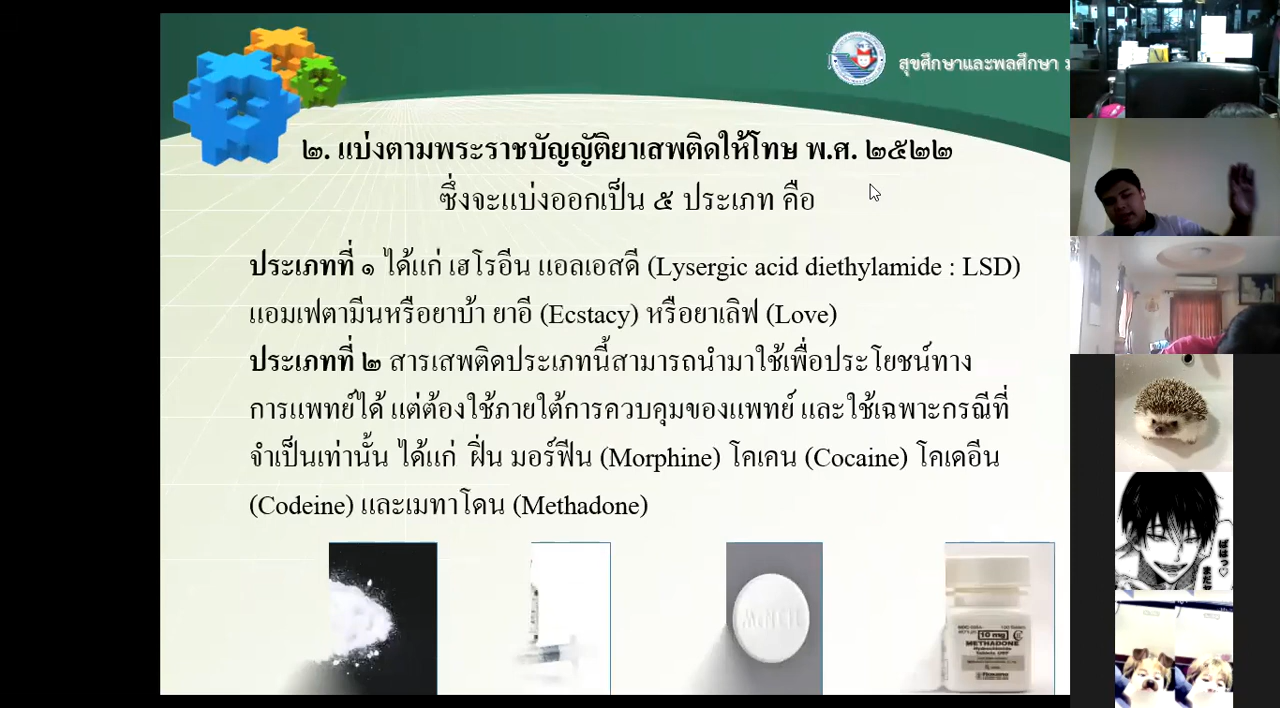 สุขศึกษาและพลศึกษา ม
๒. แบ่งตามพระราชบัญญัติยาเสพติดให้โทษ พ.ศ. ๒๕๒๒
ซึ่งจะแบ่งออกเป็น ๕ ประเภท คือ
ประเภทที่ ๑ ได้แก่ เฮโรอีน แอลเอสดี (Lysergic acid diethylamide : LSD)
แอมเฟตามีนหรือยาบ้า ยาอี (Ecstacy) หรือยาเลิฟ (Love)
ประเภทที่ ๒ สารเสพติดประเภทนี้สามารถนำมาใช้เพื่อประโยชน์ทาง
การแพทย์ได้ แต่ต้องใช้ภายใต้การควบคุมของแพทย์ และใช้เฉพาะกรณีที่
จำเป็นเท่านั้น ได้แก่ ฝิ่น มอร์ฟีน (Morphine) โคเคน (Cocaine) โคเดอีน
(Codeine) และเมทาโดน (Methadone)
10 mg
METHADONE